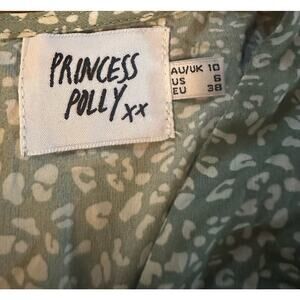 PRINCESS
POLLY xx
AU/UK 10
US 6
EU 38